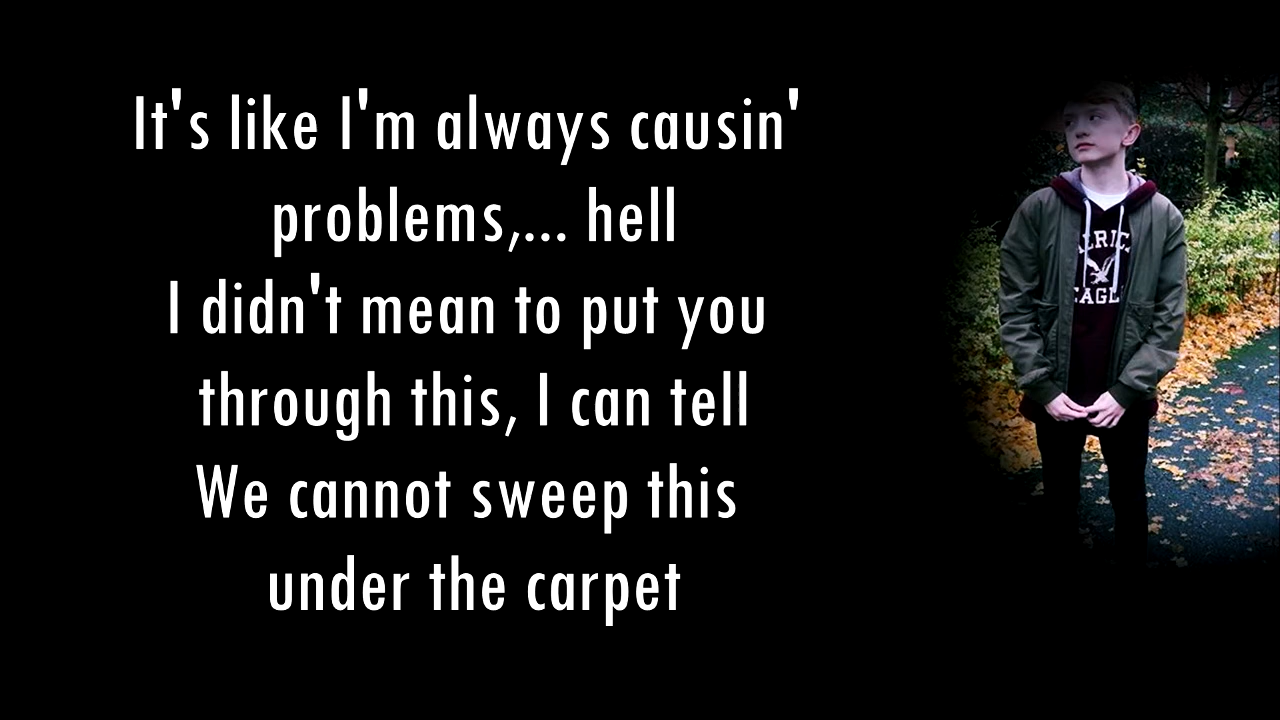 It's like I'm always causin'
problems,... hell
I didn't mean to put you
through this, I can tell
We cannot sweep this
under the carpet